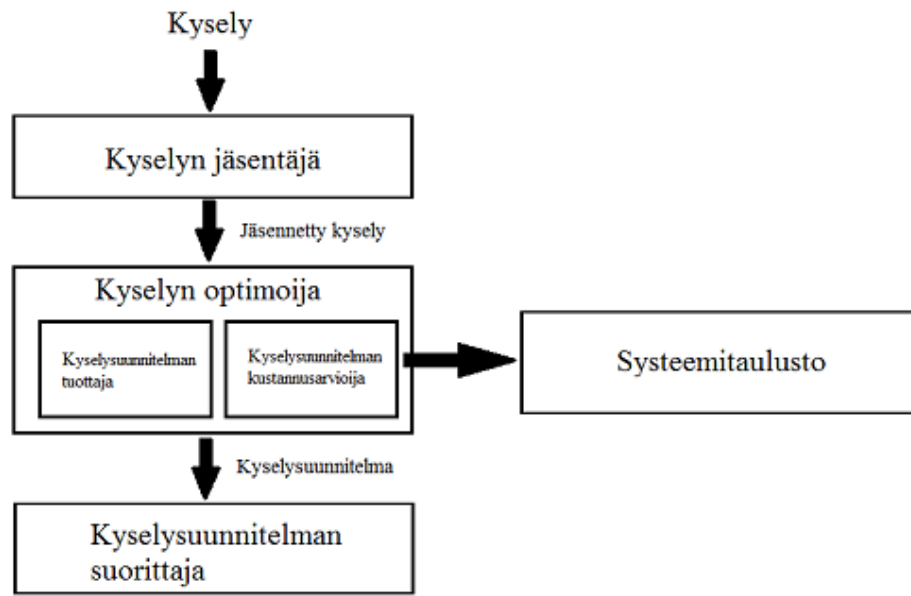 Kysely
Kyselyn jäsentäjä
Jäsennetty kysely
Kyselyn optimoija
Kyselysuunnitelman
tuottaja
Kyselysuunnitelman
kustannusarvioija
Systeemitaulusto
Kyselysuunnitelma
Kyselysuunnitelman
suorittaja